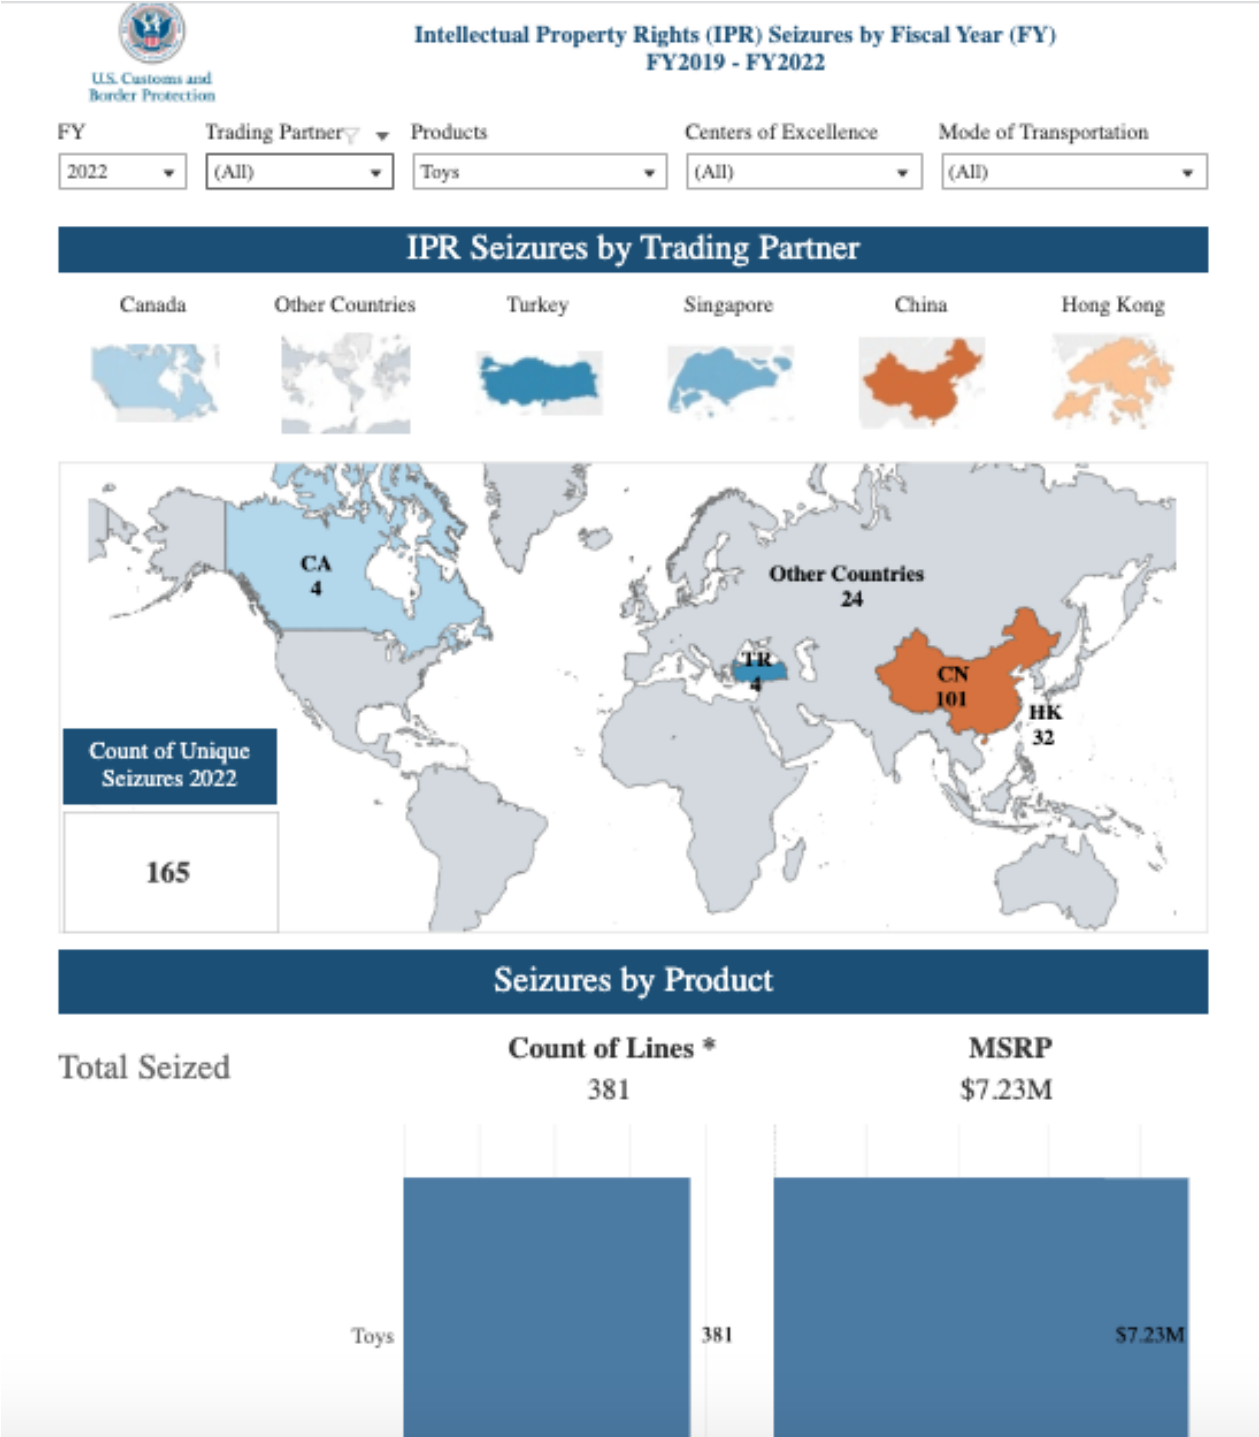 Intellectual Property Rights (IPR) Seizures by Fiscal Year (FY)
FY2019 - FY2022
U.S. Customs and
Border Protection
FY
Trading Partner
Products
Centers of Excellence
Mode of Transportation
2022
(All)
Toys
(All)
(All)
IPR Seizures by Trading Partner
Canada
Other Countries
Turkey
Singapore
China
Hong Kong
CA
4
Other Countries
24
TR
4
CN
101
HK
32
Count of Unique
Seizures 2022
165
Seizures by Product
Total Seized
Count of Lines *
MSRP
381
$7.23M
Toys
381
$7.23M